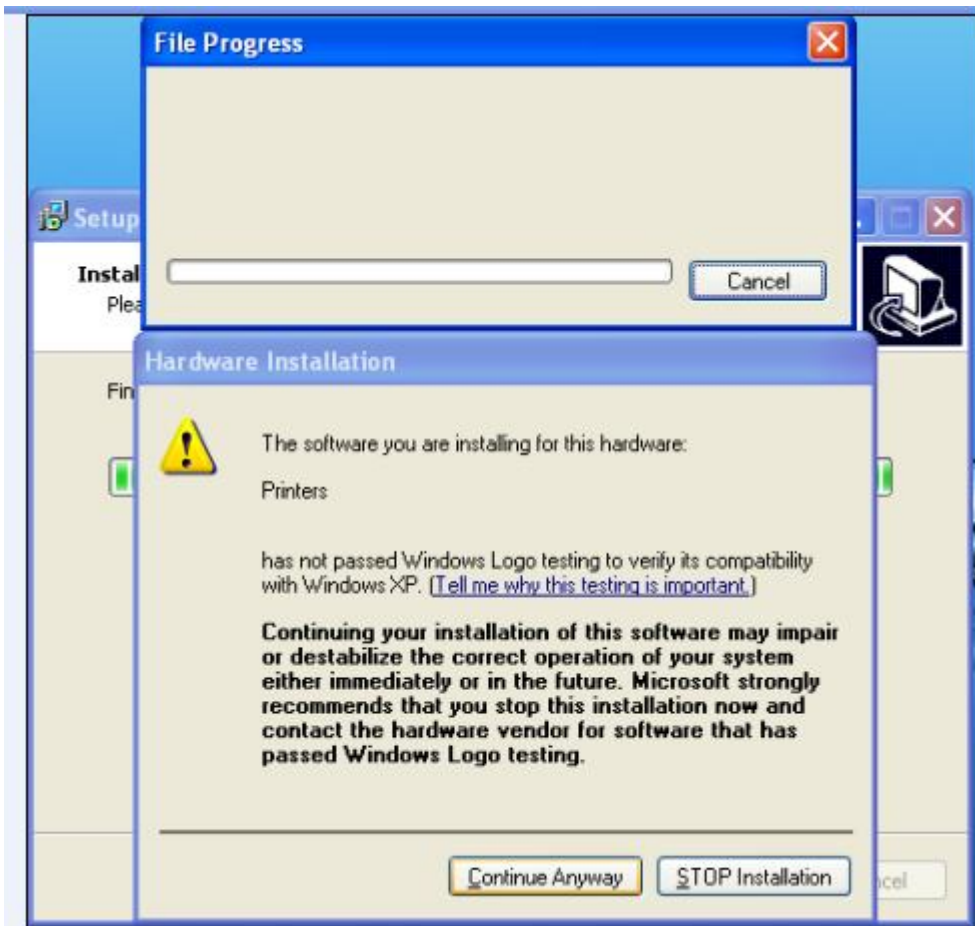 File Progress
Setup
Instal
Plea
Cancel
Hardware Installation
Fin
The software you are installing for this hardware:
Printers
has not passed Windows Logo testing to verify its compatibility
with Windows XP. (Tell me why this testing is important.)
Continuing your installation of this software may impair
or destabilize the correct operation of your system
either immediately or in the future. Microsoft strongly
recommends that you stop this installation now and
contact the hardware vendor for software that has
passed Windows Logo testing.
Continue Anyway
STOP Installation
ncel